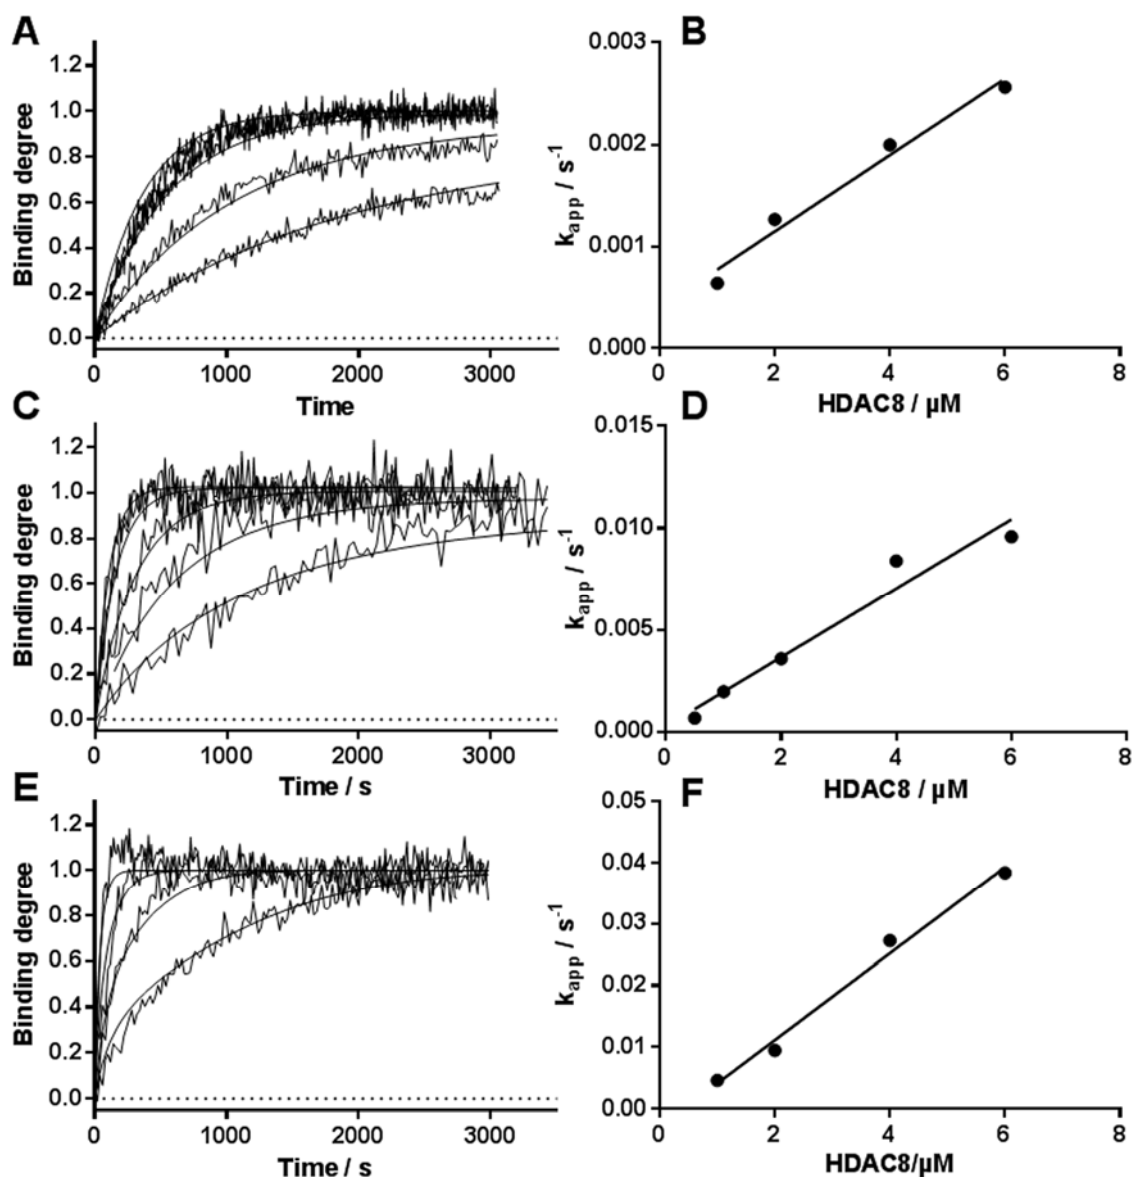 A
Binding degree
1.2
1.0
0.8
0.6
0.4
0.2
0.0
0 1000 2000 3000
Time
B
k_app / s⁻¹
0.003
0.002
0.001
0.000
0 2 4 6 8
HDAC8 / µM
C
Binding degree
1.2
1.0
0.8
0.6
0.4
0.2
0.0
0 1000 2000 3000
Time / s
D
k_app / s⁻¹
0.015
0.010
0.005
0.000
0 2 4 6 8
HDAC8 / µM
E
Binding degree
1.2
1.0
0.8
0.6
0.4
0.2
0.0
0 1000 2000 3000
Time / s
F
k_app / s⁻¹
0.05
0.04
0.03
0.02
0.01
0.00
0 2 4 6 8
HDAC8/µM